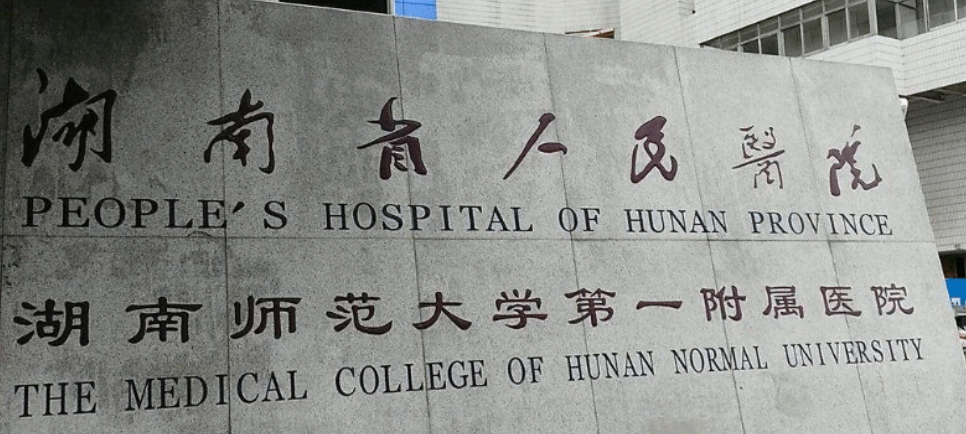 湖南省人民醫院
PEOPLE'S HOSPITAL OF HUNAN PROVINCE
湖南师范大学第一附属医院
THE MEDICAL COLLEGE OF HUNAN NORMAL UNIVERSITY